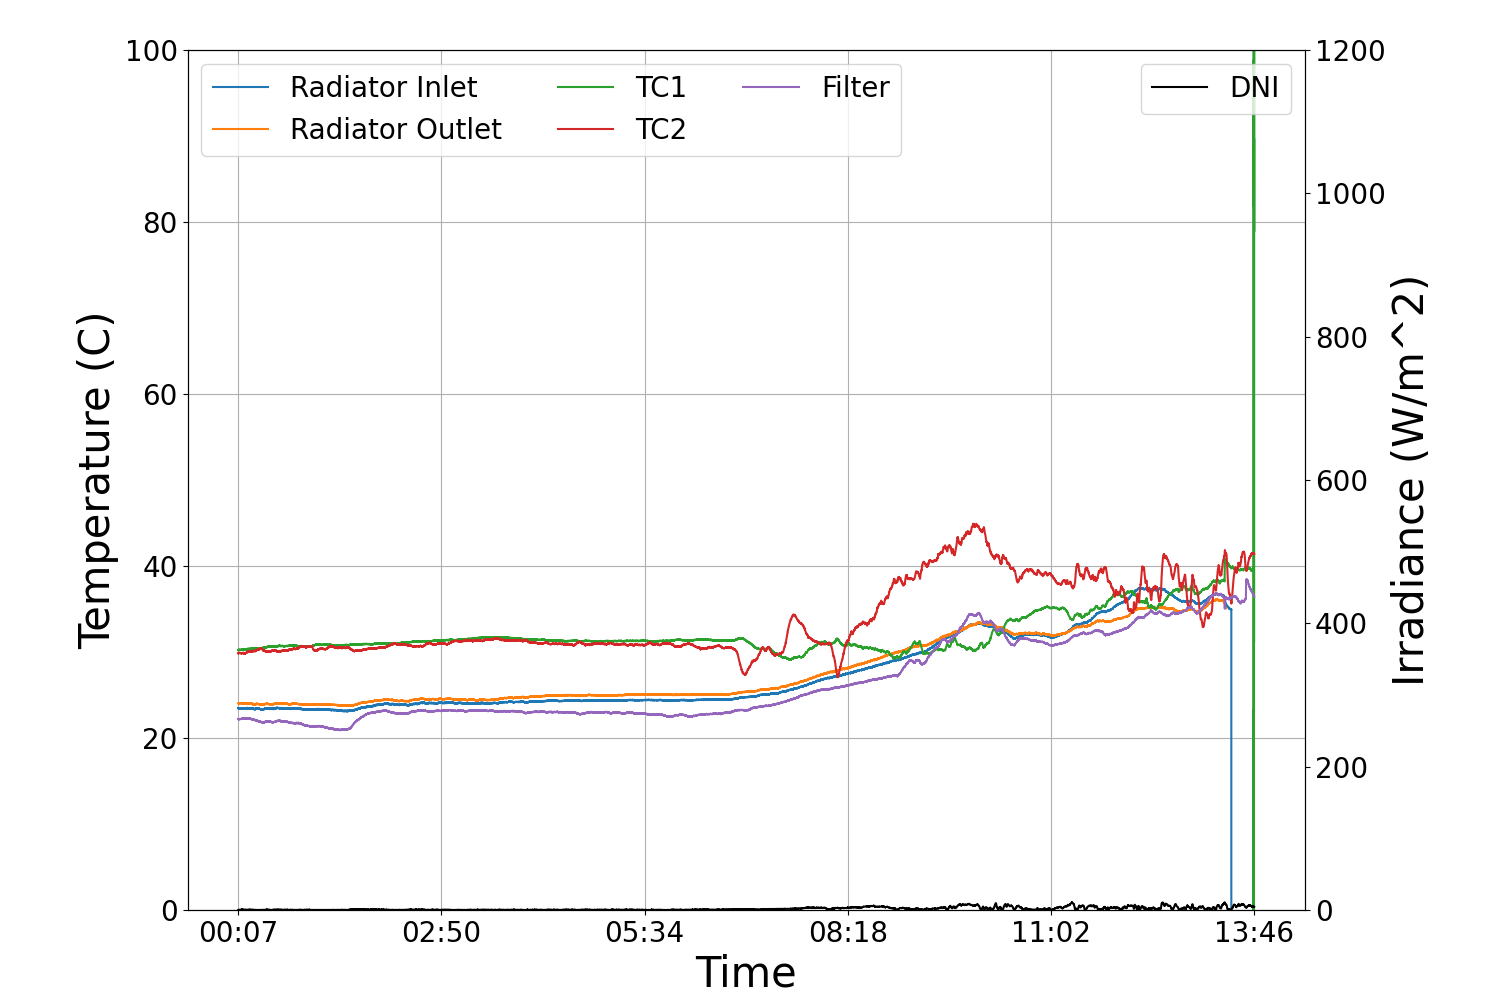 100
80
60
40
20
0
Temperature (C)
Radiator Inlet
Radiator Outlet
TC1
TC2
Filter
DNI
1200
1000
800
600
400
200
0
Irradiance (W/m^2)
00:07 02:50 05:34 08:18 11:02 13:46
Time